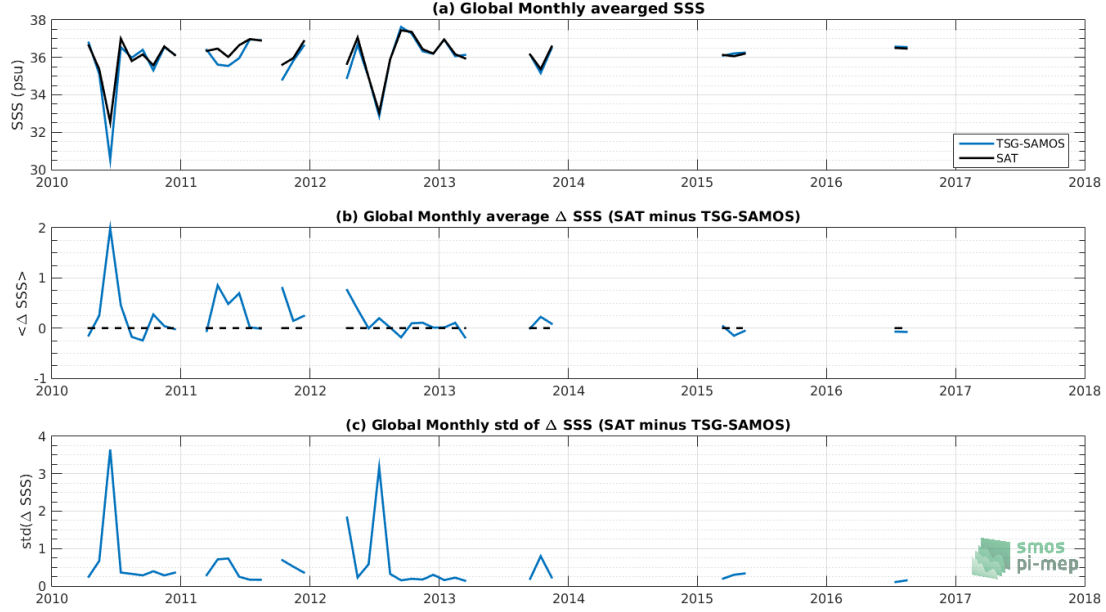 (a) Global Monthly avearged SSS
SSS (psu)
38
36
34
32
30
TSG-SAMOS
SAT
2010 2011 2012 2013 2014 2015 2016 2017 2018
(b) Global Monthly average Δ SSS (SAT minus TSG-SAMOS)
<Δ SSS>
2
1
0
-1
2010 2011 2012 2013 2014 2015 2016 2017 2018
(c) Global Monthly std of Δ SSS (SAT minus TSG-SAMOS)
std(Δ SSS)
4
3
2
1
0
smos
pi-mep
2010 2011 2012 2013 2014 2015 2016 2017 2018